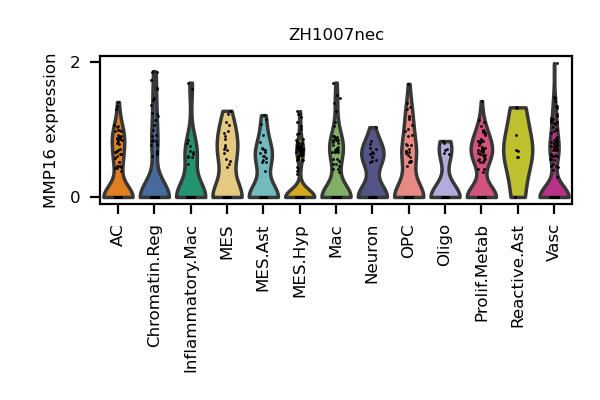 ZH1007nec
MMP16 expression
2
0
AC
Chromatin.Reg
Inflammatory.Mac
MES
MES.Ast
MES.Hyp
Mac
Neuron
OPC
Oligo
Prolif.Metab
Reactive.Ast
Vasc